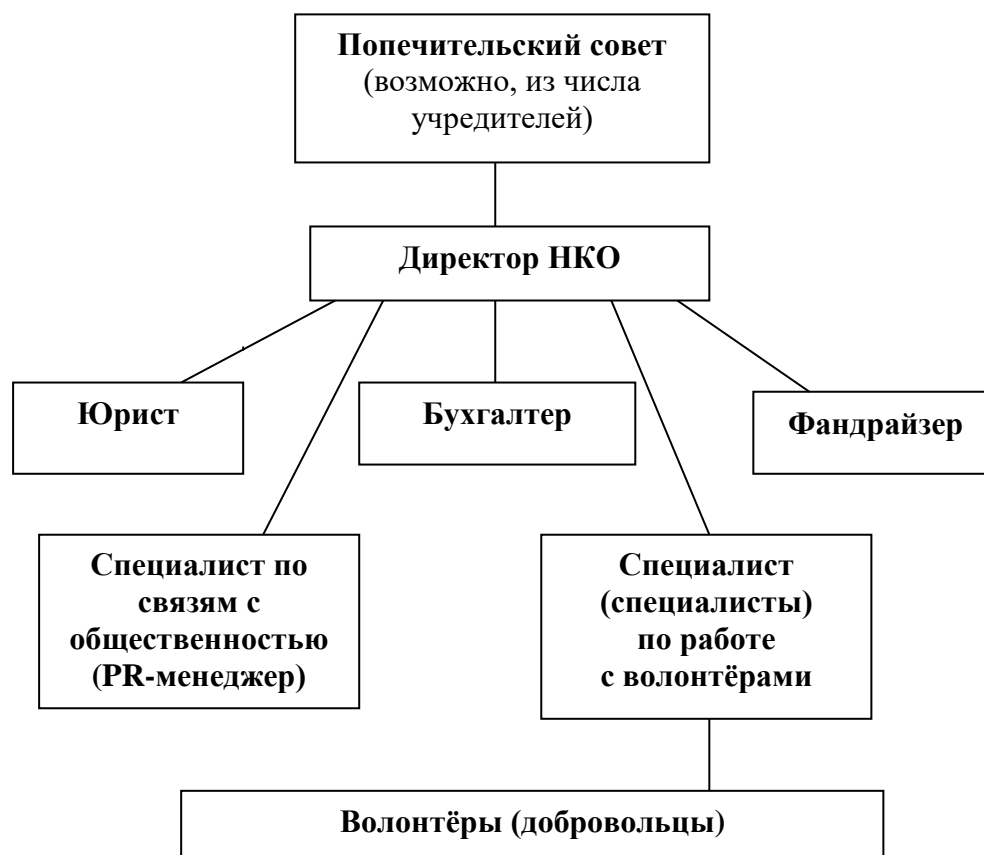 Попечительский совет
(возможно, из числа
учредителей)
Директор НКО
Юрист
Бухгалтер
Фандрайзер
Специалист по
связям с
общественностью
(PR-менеджер)
Специалист
(специалисты)
по работе
с волонтёрами
Волонтёры (добровольцы)